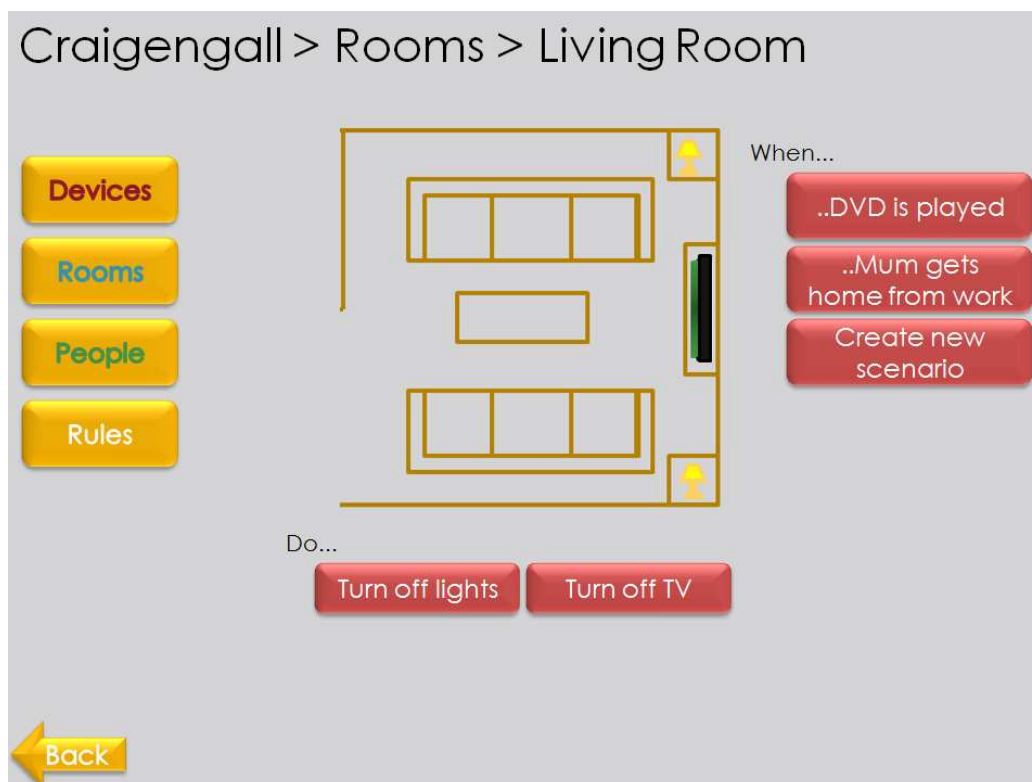 Craigengall > Rooms > Living Room
Devices
Rooms
People
Rules
When...
..DVD is played
..Mum gets
home from work
Create new
scenario
Do...
Turn off lights
Turn off TV
Back